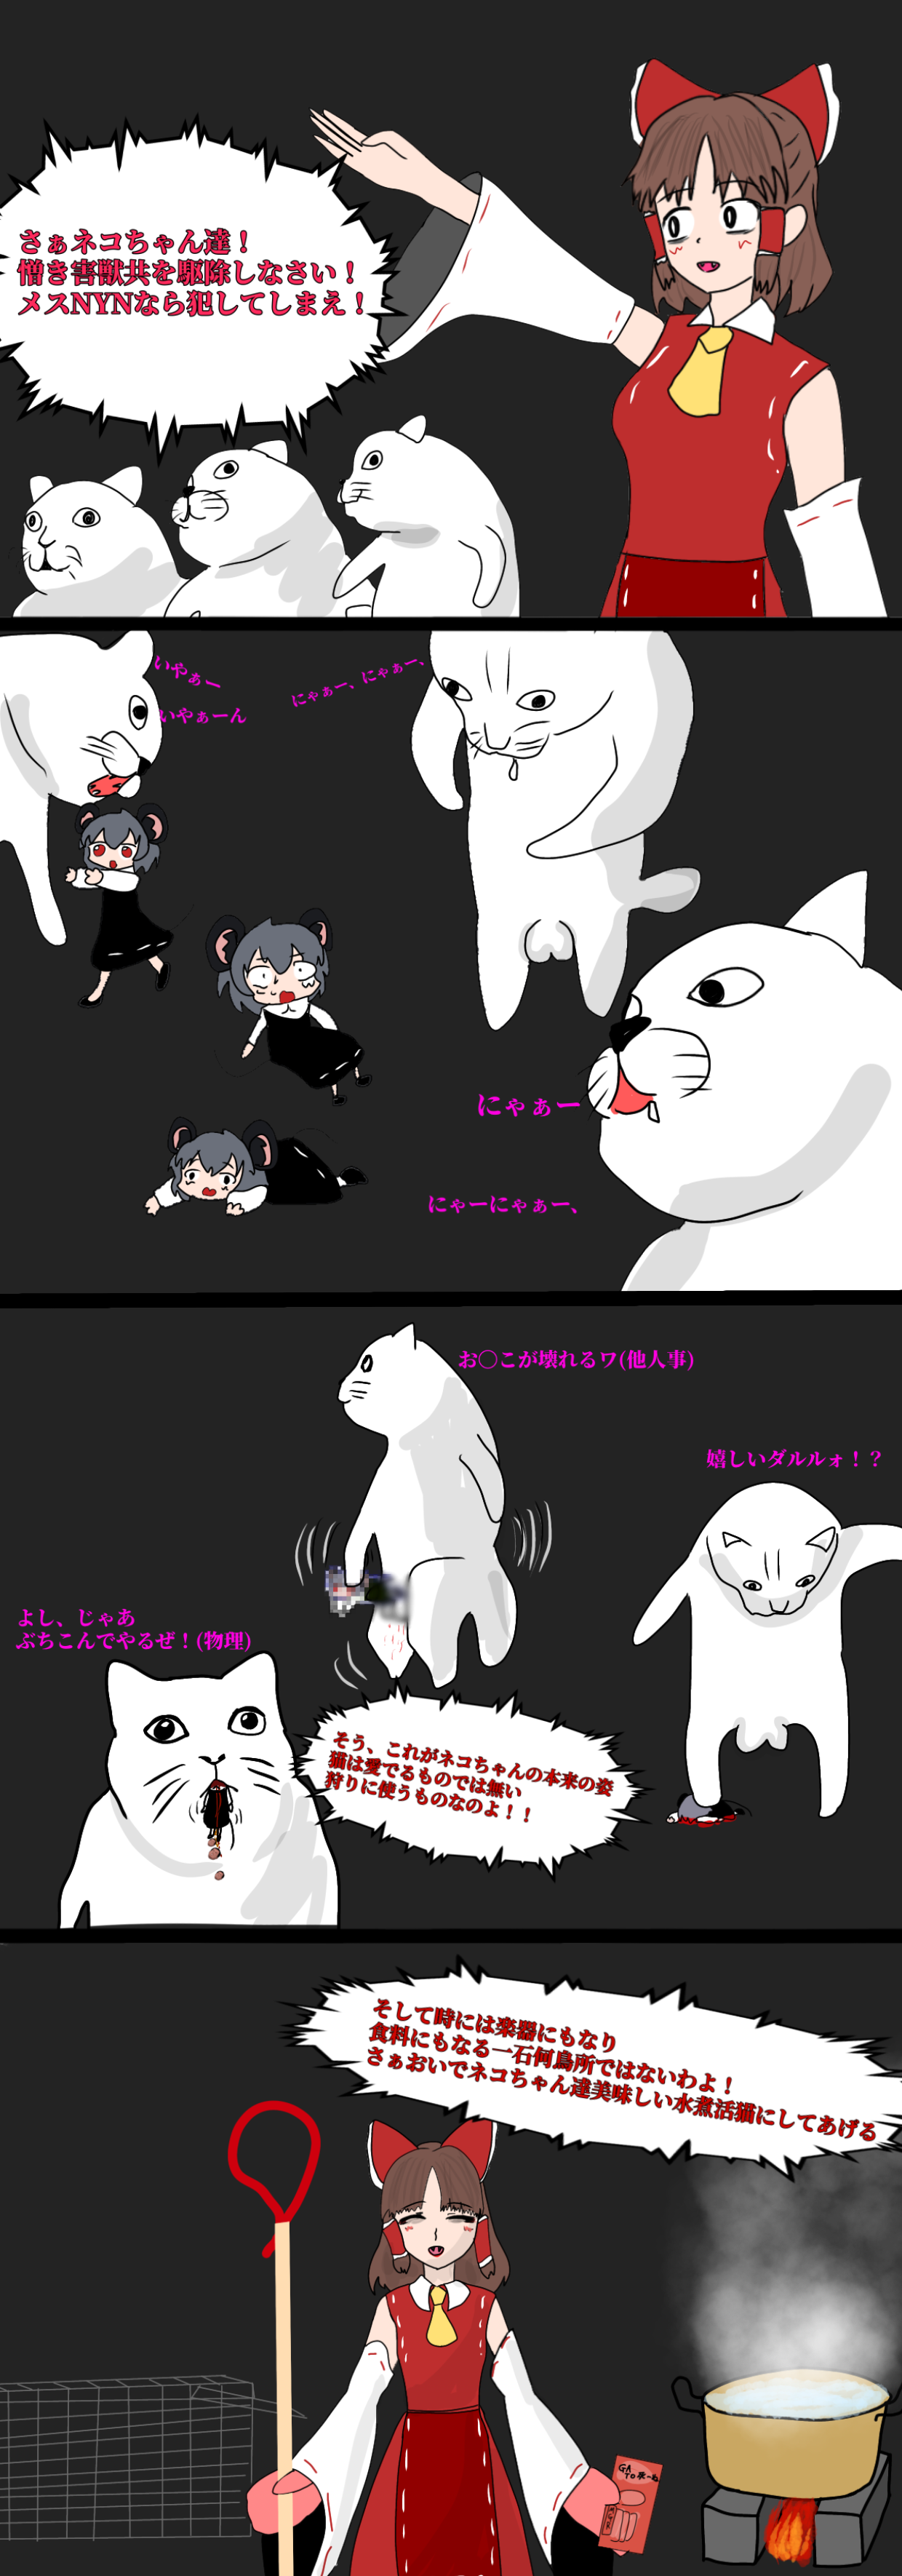 さぁネコちゃん達！
憎き害獣共を駆除しなさい！
メスNYNなら犯してしまえ！
いやぁー
いやぁーん
にゃぁー、にゃぁー、
にゃぁー
にゃーにゃぁー、
お○こが壊れるワ(他人事)
嬉しいダルルォ！？
よし、じゃあ
ぶちこんでやるぜ！(物理)
そう、これがネコちゃんの本来の姿
猫は愛でるものでは無い
狩りに使うものなのよ！！
そして時には楽器にもなり
食料にもなる一石何鳥所ではないわよ！
さぁおいでネコちゃん達美味しい水煮活猫にしてあげる